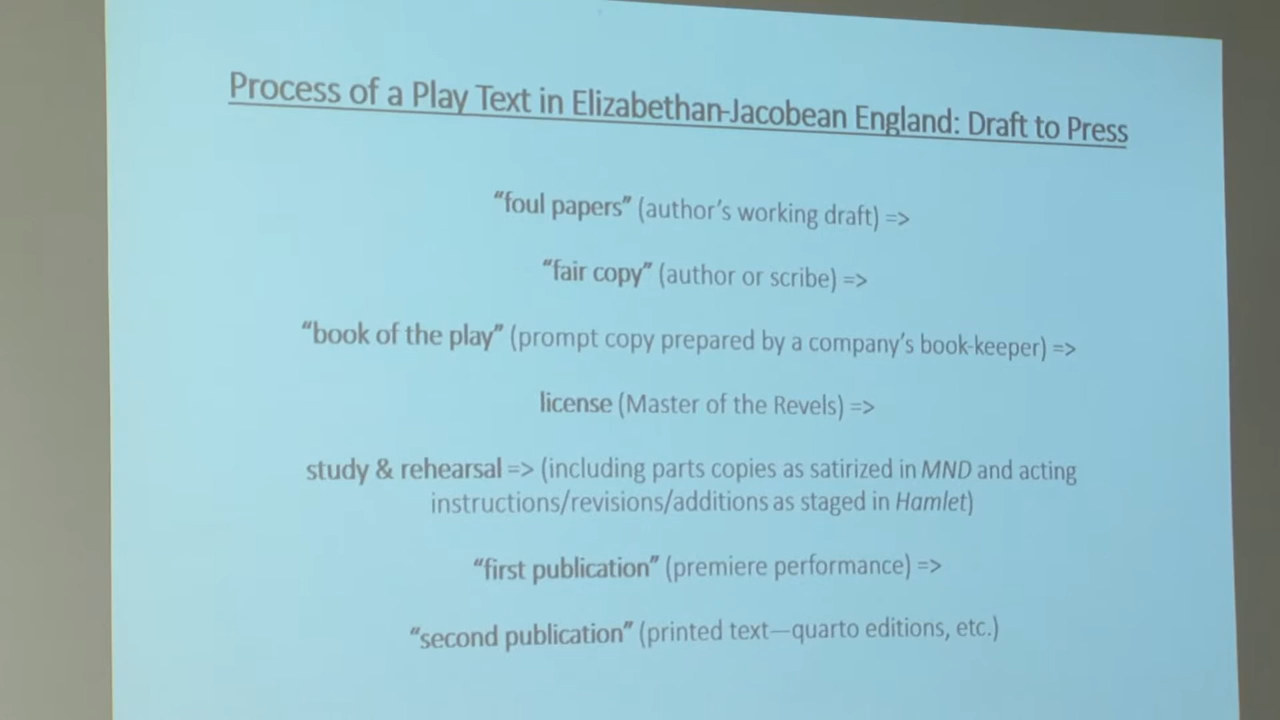 Process of a Play Text in Elizabethan-Jacobean England: Draft to Press
“foul papers” (author’s working draft) =>
“fair copy” (author or scribe) =>
“book of the play” (prompt copy prepared by a company’s book-keeper) =>
license (Master of the Revels) =>
study & rehearsal => (including parts copies as satirized in MND and acting
instructions/revisions/additions as staged in Hamlet)
“first publication” (premiere performance) =>
“second publication” (printed text—quarto editions, etc.)